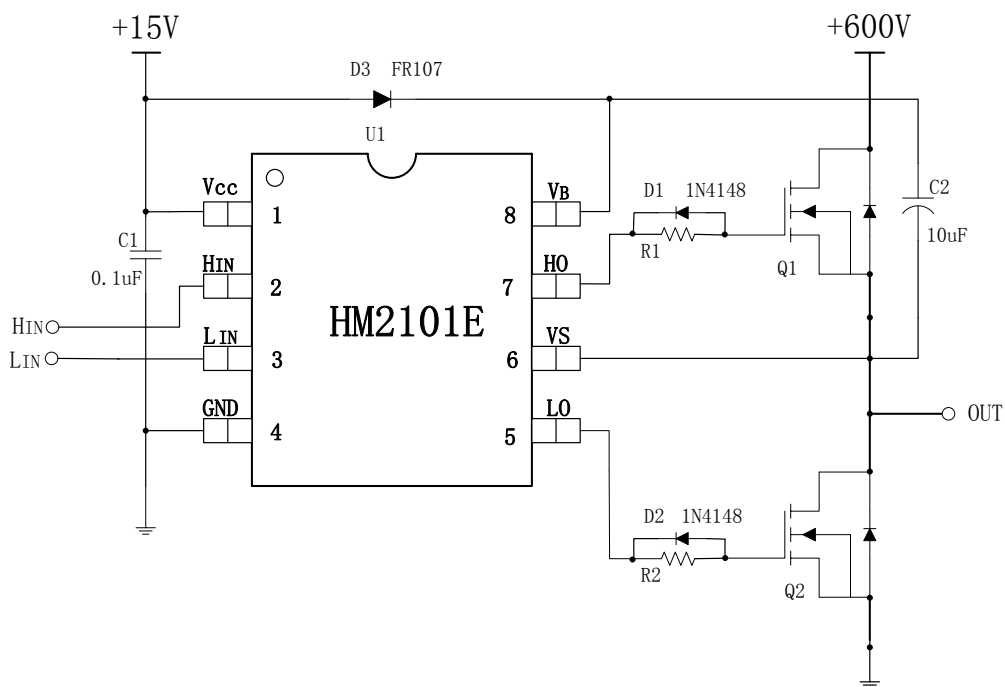 +15V
+600V
D3 FR107
U1
Vcc
1
8
VB
D1 1N4148
C2
C1
R1
10uF
0.1uF
HIN
2
7
HO
Q1
HM2101E
HIN
LIN
LIN
3
6
VS
GND
4
5
LO
OUT
D2 1N4148
R2
Q2